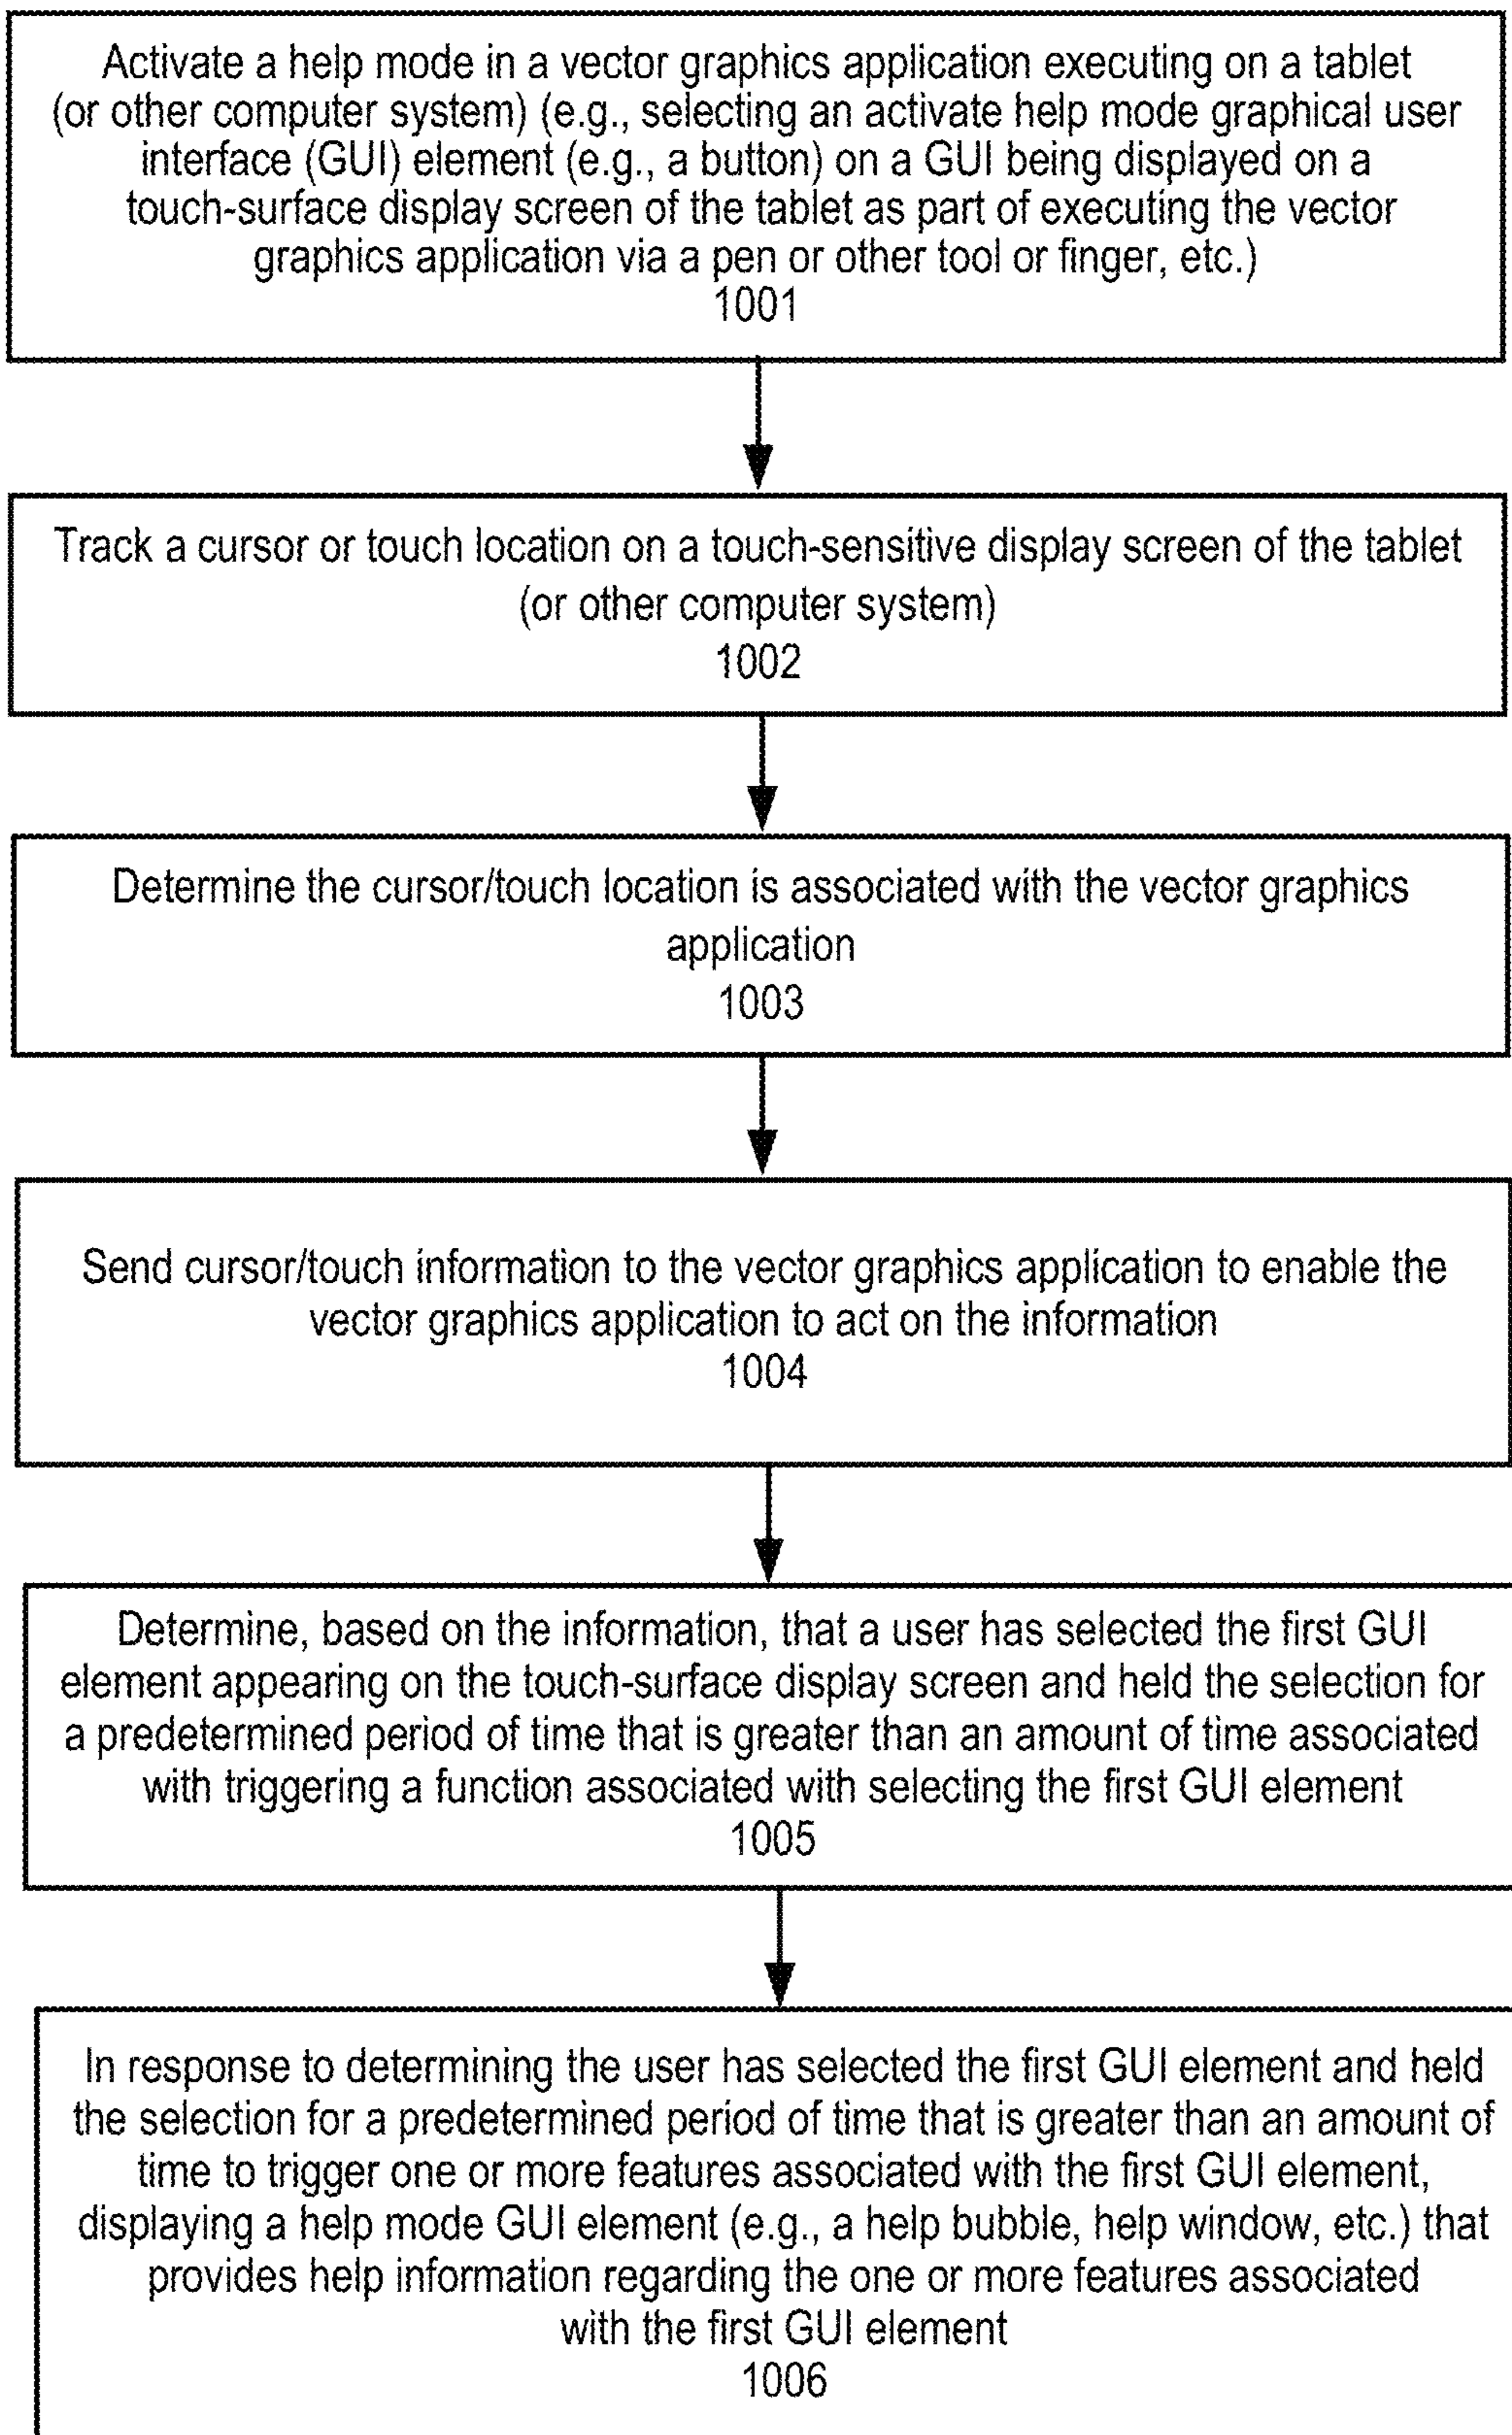 Activate a help mode in a vector graphics application executing on a tablet
(or other computer system) (e.g., selecting an activate help mode graphical user
interface (GUI) element (e.g., a button) on a GUI being displayed on a
touch-surface display screen of the tablet as part of executing the vector
graphics application via a pen or other tool or finger, etc.)
1001
Track a cursor or touch location on a touch-sensitive display screen of the tablet
(or other computer system)
1002
Determine the cursor/touch location is associated with the vector graphics
application
1003
Send cursor/touch information to the vector graphics application to enable the
vector graphics application to act on the information
1004
Determine, based on the information, that a user has selected the first GUI
element appearing on the touch-surface display screen and held the selection for
a predetermined period of time that is greater than an amount of time associated
with triggering a function associated with selecting the first GUI element
1005
In response to determining the user has selected the first GUI element and held
the selection for a predetermined period of time that is greater than an amount of
time to trigger one or more features associated with the first GUI element,
displaying a help mode GUI element (e.g., a help bubble, help window, etc.) that
provides help information regarding the one or more features associated
with the first GUI element
1006